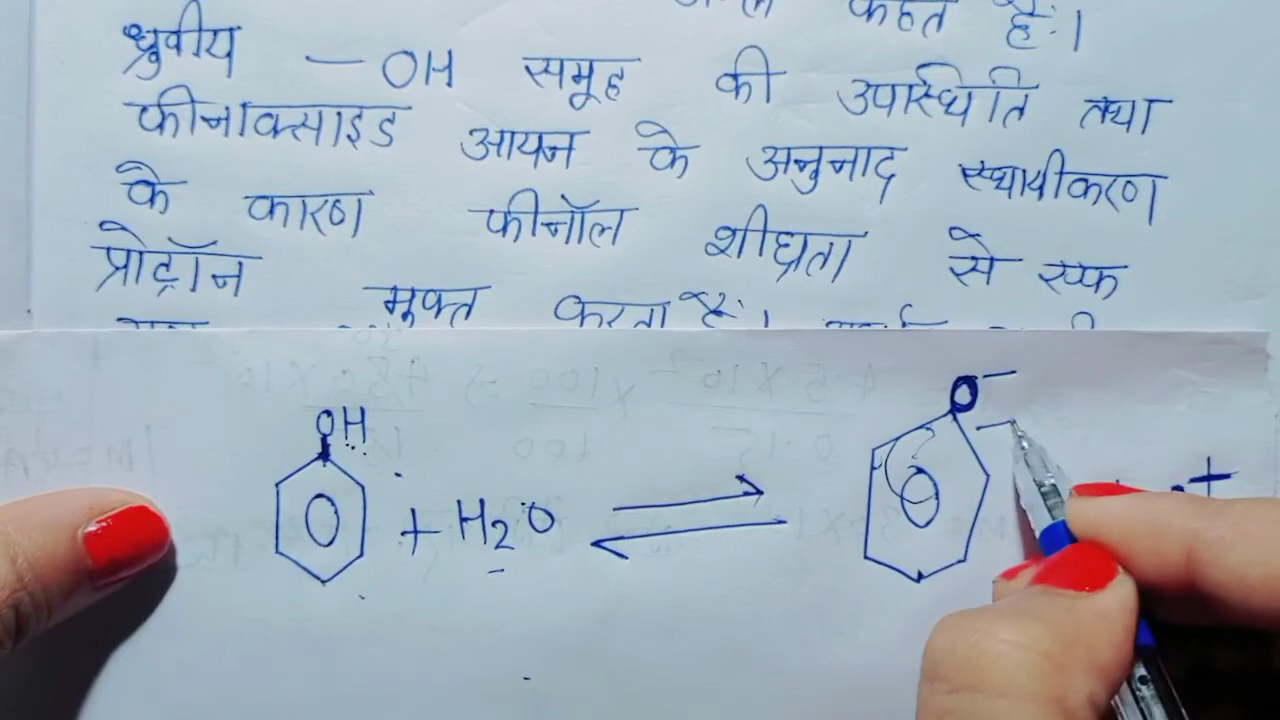 कहते हैं।
ध्रुवीय —OH समूह की उपस्थिति तथा
फीनाक्साइड आयन के अनुनाद स्थायीकरण
के कारण फीनॉल शीघ्रता से एक
प्रोट्रॉन मुक्त करता है।
OH
O⁻
+ H₂O ⇌
+